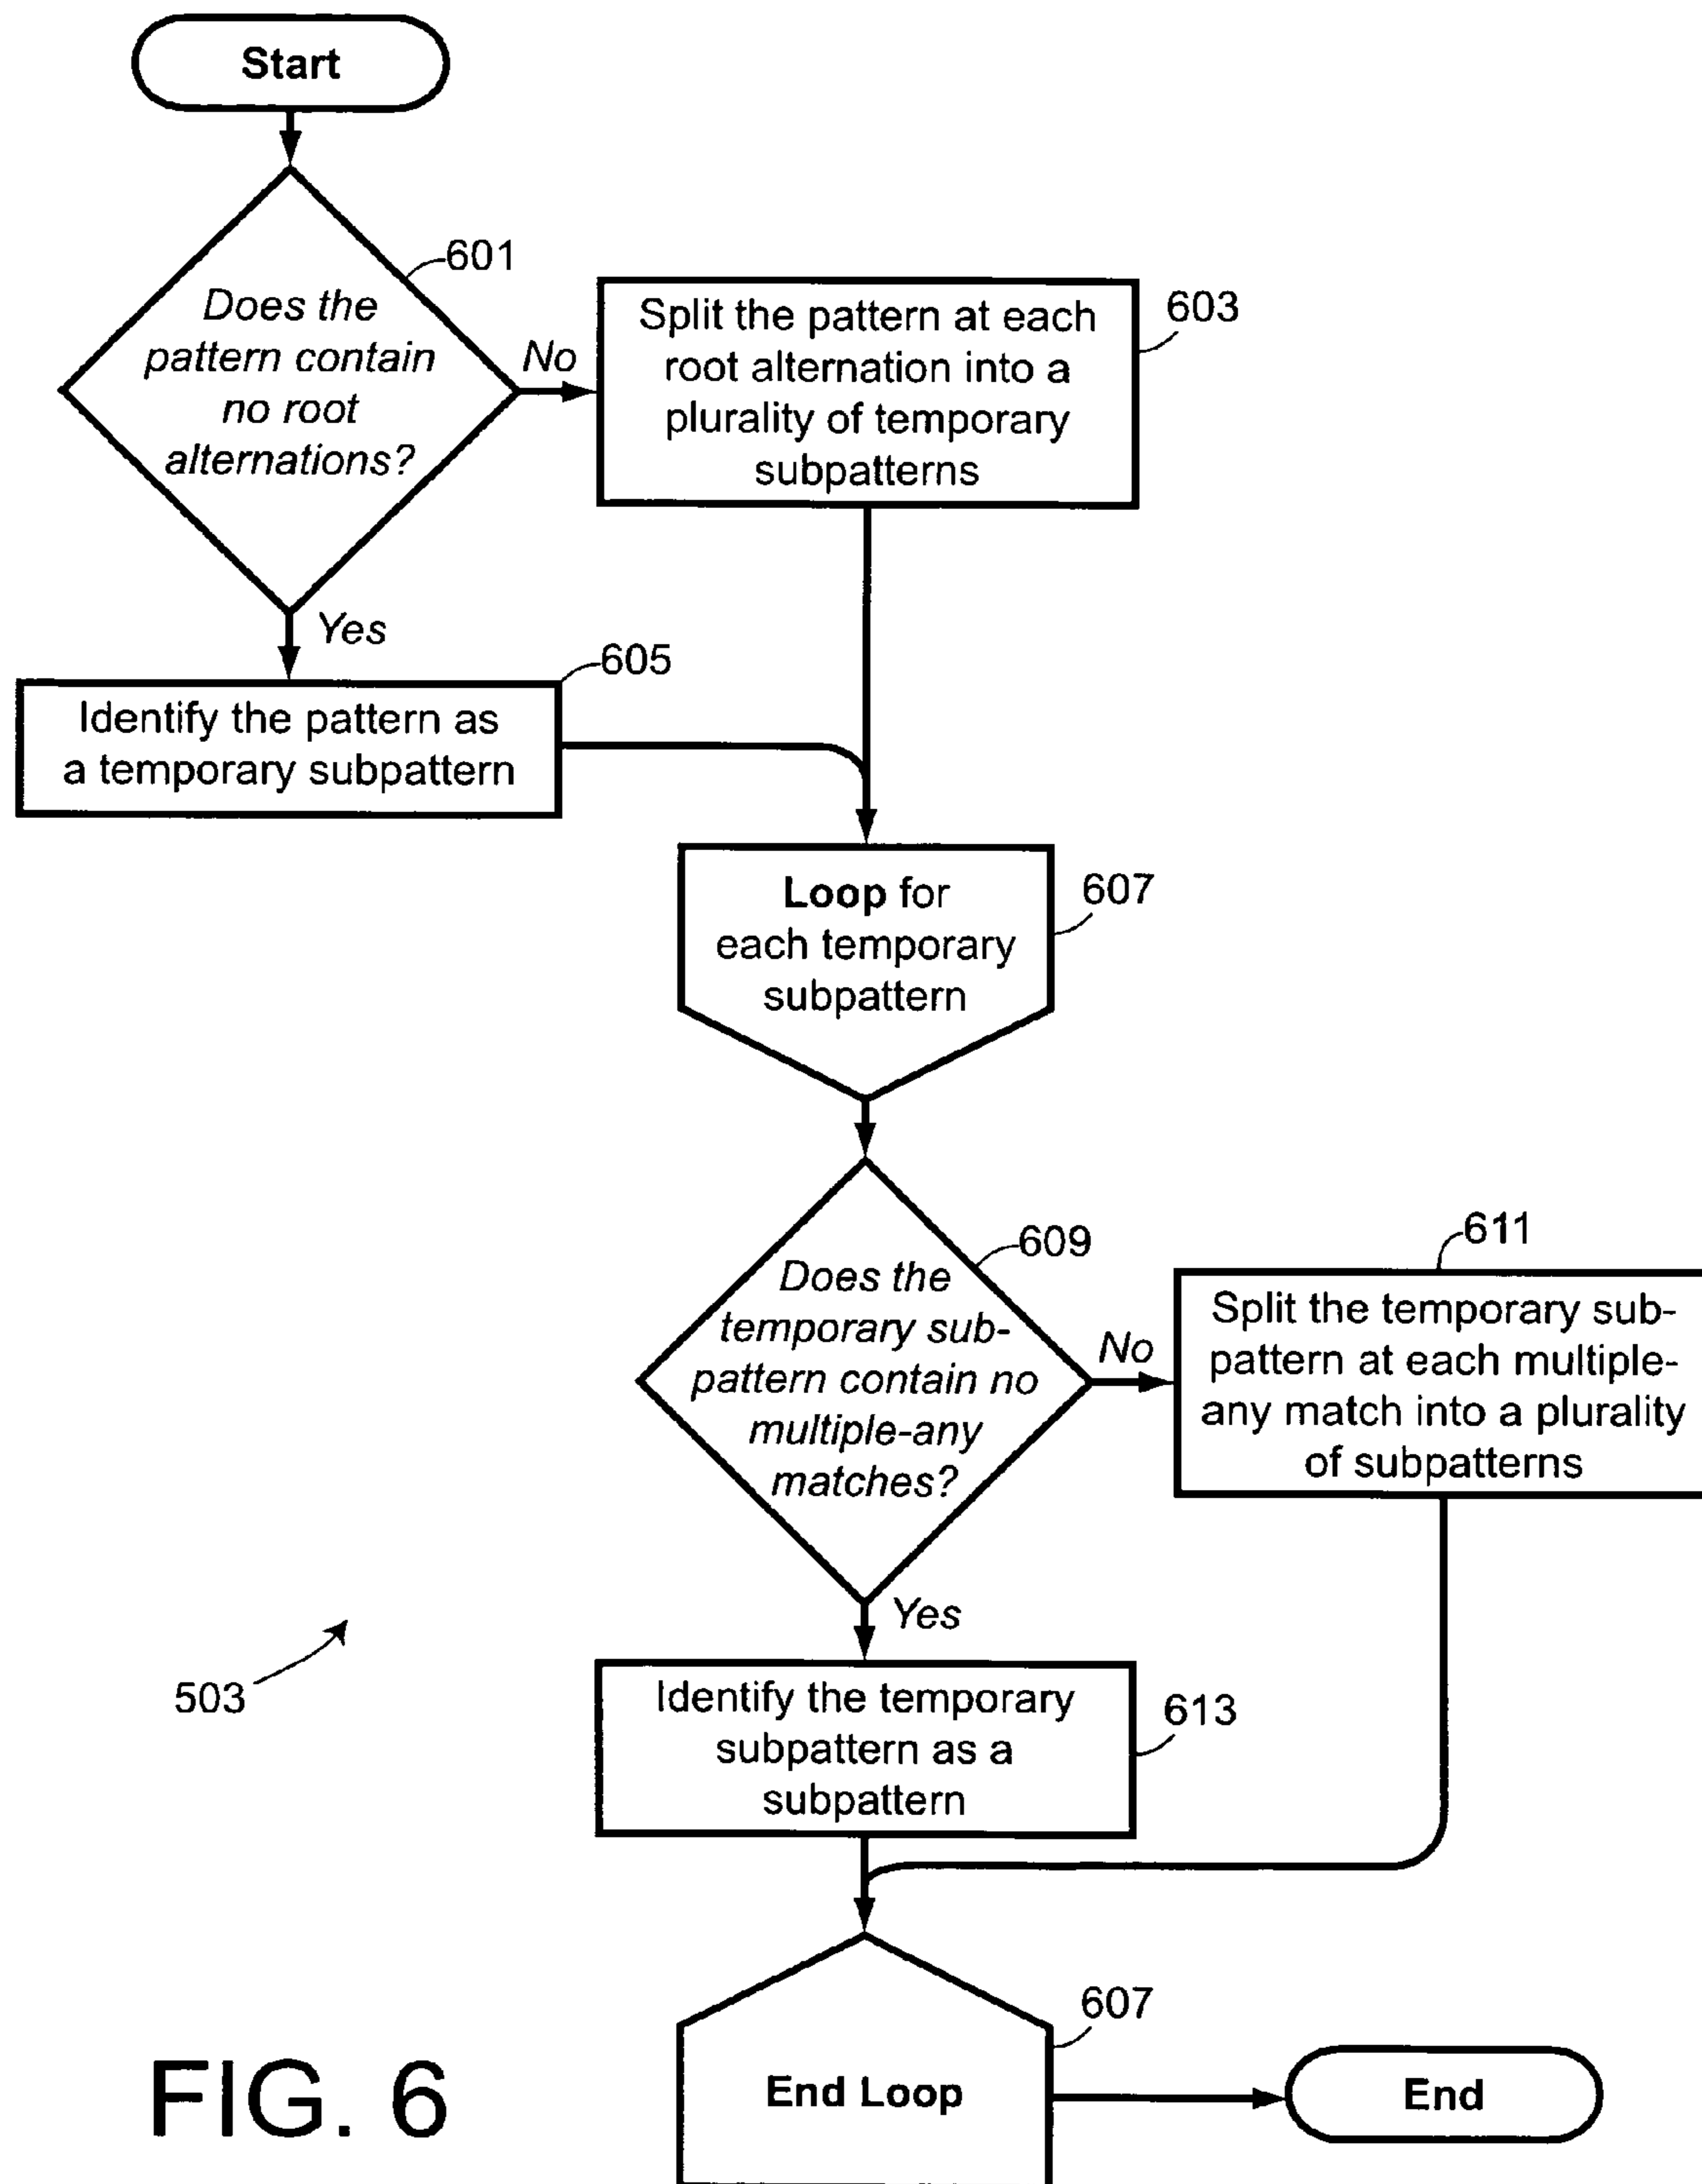 Start
601
Does the
pattern contain
no root
alternations?
No
603
Split the pattern at each
root alternation into a
plurality of temporary
subpatterns
Yes
605
Identify the pattern as
a temporary subpattern
607
Loop for
each temporary
subpattern
609
Does the
temporary sub-
pattern contain no
multiple-any
matches?
No
611
Split the temporary sub-
pattern at each multiple-
any match into a plurality
of subpatterns
Yes
503
613
Identify the temporary
subpattern as a
subpattern
607
End Loop
End
FIG. 6